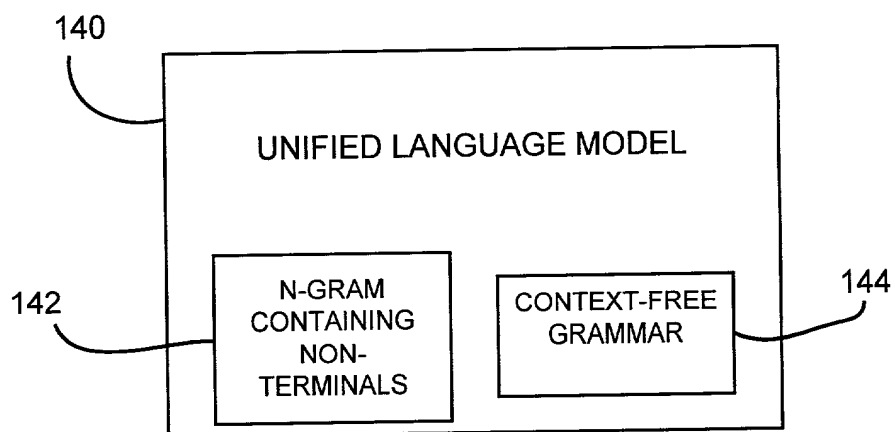 140
UNIFIED LANGUAGE MODEL
142
N-GRAM
CONTAINING
NON-
TERMINALS
CONTEXT-FREE
GRAMMAR
144